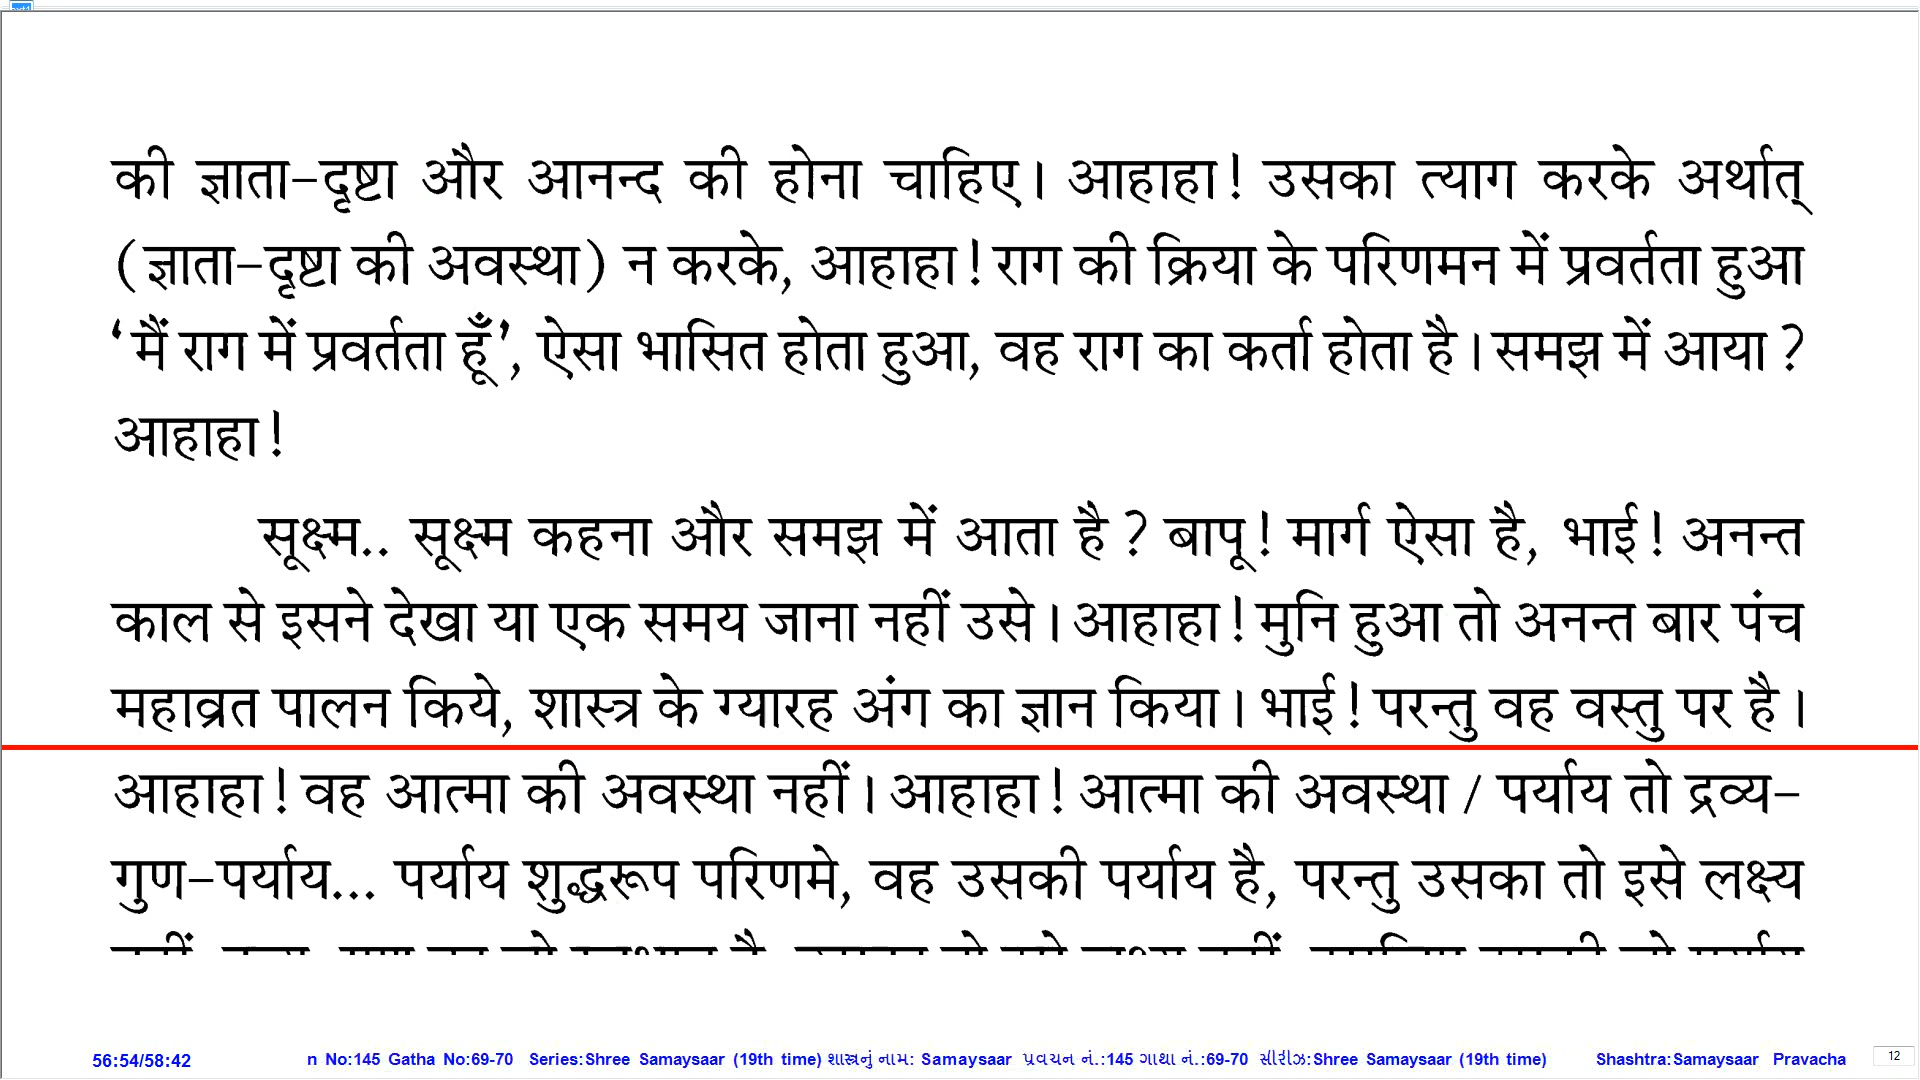 की ज्ञाता-दृष्टा और आनन्द की होना चाहिए। आहाहा! उसका त्याग करके अर्थात्
(ज्ञाता-दृष्टा की अवस्था) न करके, आहाहा! राग की क्रिया के परिणमन में प्रवर्तता हुआ
‘मैं राग में प्रवर्तता हूँ’, ऐसा भासित होता हुआ, वह राग का कर्ता होता है। समझ में आया?
आहाहा!
सूक्ष्म.. सूक्ष्म कहना और समझ में आता है? बापू! मार्ग ऐसा है, भाई! अनन्त
काल से इसने देखा या एक समय जाना नहीं उसे। आहाहा! मुनि हुआ तो अनन्त बार पंच
महाव्रत पालन किये, शास्त्र के ग्यारह अंग का ज्ञान किया। भाई! परन्तु वह वस्तु पर है।
आहाहा! वह आत्मा की अवस्था नहीं। आहाहा! आत्मा की अवस्था / पर्याय तो द्रव्य-
गुण-पर्याय... पर्याय शुद्धरूप परिणमे, वह उसकी पर्याय है, परन्तु उसका तो इसे लक्ष्य
56:54/58:42 n No:145 Gatha No:69-70 Series:Shree Samaysaar (19th time) શાસ્ત્રનું નામ: Samaysaar પ્રવચન નં.:145 ગાથા નં.:69-70 સીરીઝ:Shree Samaysaar (19th time) Shashtra:Samaysaar Pravacha 12